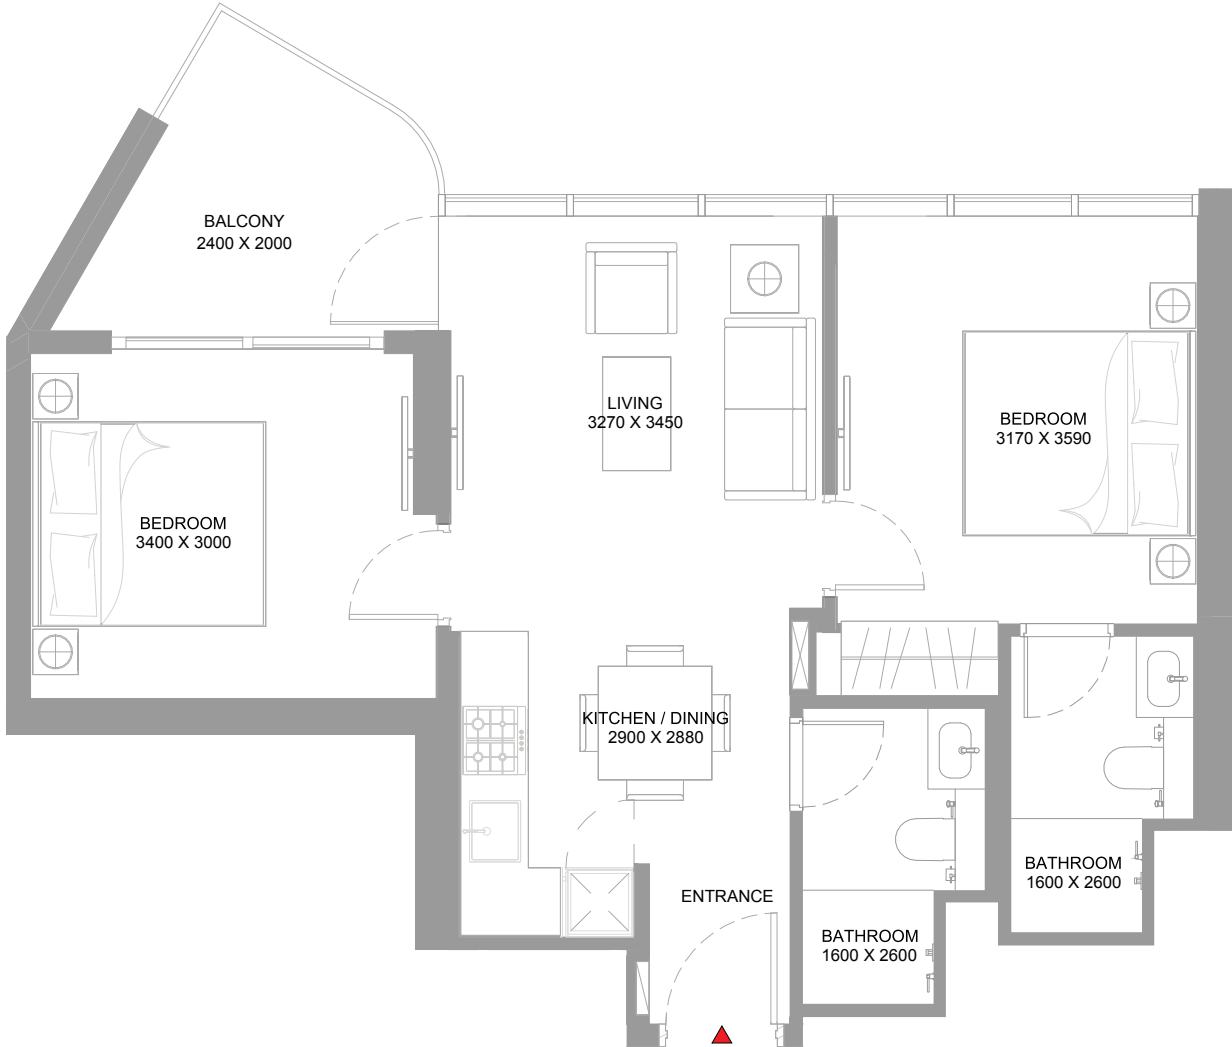 BALCONY
2400 X 2000
LIVING
3270 X 3450
BEDROOM
3170 X 3590
BEDROOM
3400 X 3000
KITCHEN / DINING
2900 X 2880
BATHROOM
1600 X 2600
ENTRANCE
BATHROOM
1600 X 2600